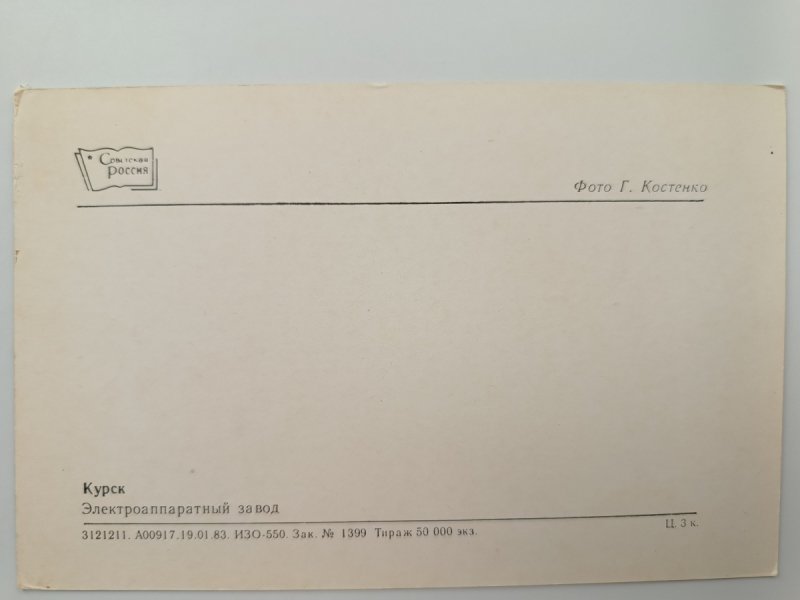 Советская
Россия
Фото Г. Костенко
Курск
Электроаппаратный завод
Ц. 3 к.
3121211. А00917.19.01.83. ИЗО-550. Зак. № 1399 Тираж 50 000 экз.